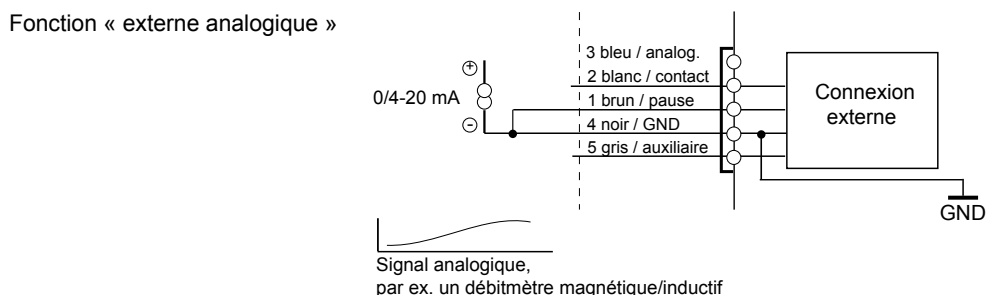 Fonction « externe analogique »
3 bleu / analog.
2 blanc / contact
1 brun / pause
4 noir / GND
5 gris / auxiliaire
+
0/4-20 mA
-
Connexion
externe
GND
Signal analogique,
par ex. un débitmètre magnétique/inductif